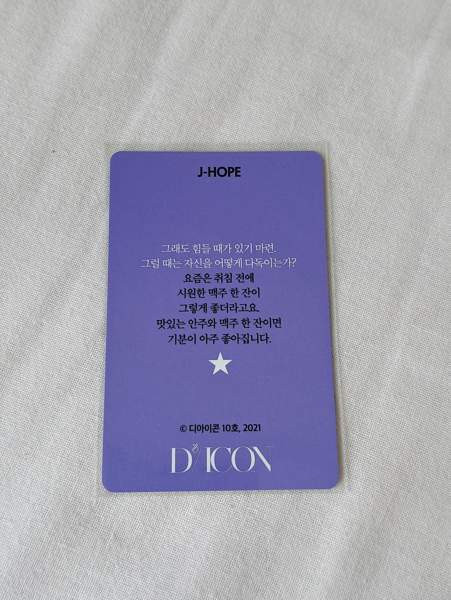 J-HOPE
그래도 힘들 때가 있기 마련.
그럴 때는 자신을 어떻게 다독이는가?
요즘은 취침 전에
시원한 맥주 한 잔이
그렇게 좋더라고요.
맛있는 안주와 맥주 한 잔이면
기분이 아주 좋아집니다.
© 디아이콘 10호, 2021
D'ICON